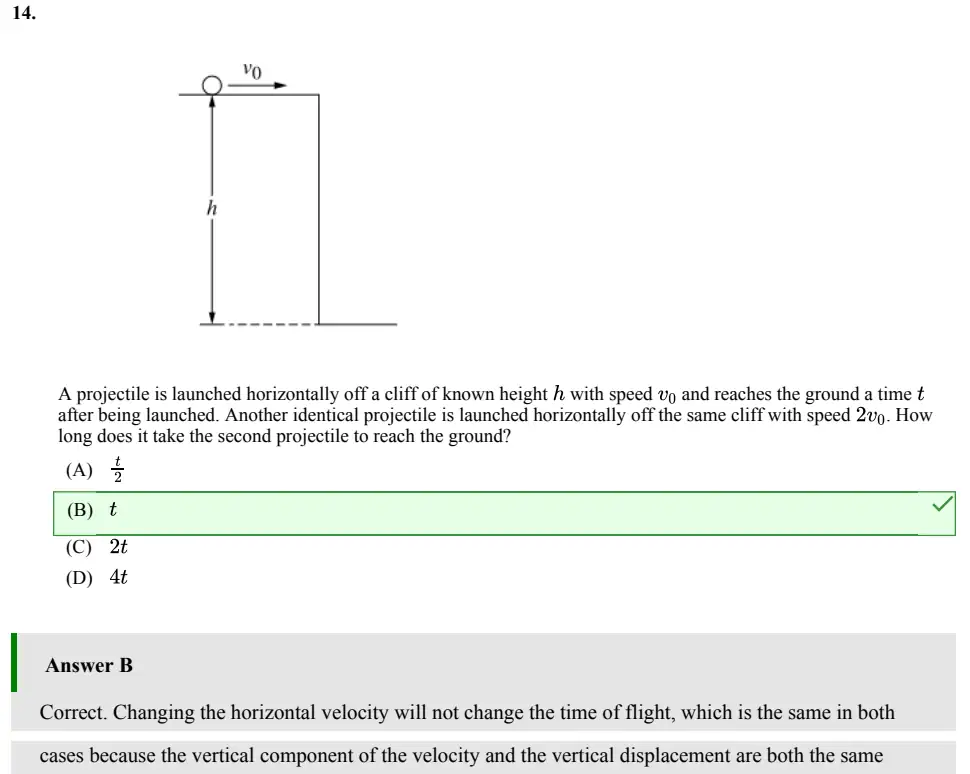 14.
v0
h
A projectile is launched horizontally off a cliff of known height h with speed v0 and reaches the ground a time t
after being launched. Another identical projectile is launched horizontally off the same cliff with speed 2v0. How
long does it take the second projectile to reach the ground?
(A) t/2
(B) t
(C) 2t
(D) 4t
Answer B
Correct. Changing the horizontal velocity will not change the time of flight, which is the same in both
cases because the vertical component of the velocity and the vertical displacement are both the same